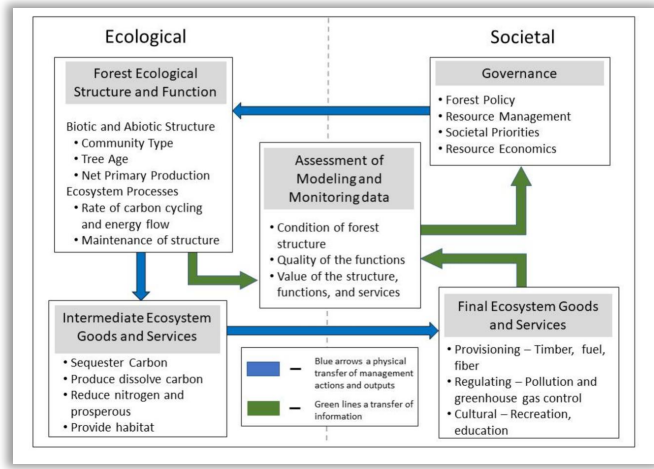 Ecological
Societal
Forest Ecological
Structure and Function
Biotic and Abiotic Structure
• Community Type
• Tree Age
• Net Primary Production
Ecosystem Processes
• Rate of carbon cycling
and energy flow
• Maintenance of structure
Governance
• Forest Policy
• Resource Management
• Societal Priorities
• Resource Economics
Assessment of
Modeling and
Monitoring data
• Condition of forest
structure
• Quality of the functions
• Value of the structure,
functions, and services
Intermediate Ecosystem
Goods and Services
• Sequester Carbon
• Produce dissolve carbon
• Reduce nitrogen and
prosperous
• Provide habitat
Final Ecosystem Goods
and Services
• Provisioning – Timber, fuel,
fiber
• Regulating – Pollution and
greenhouse gas control
• Cultural – Recreation,
education
– Blue arrows a physical
transfer of management
actions and outputs
– Green lines a transfer of
information